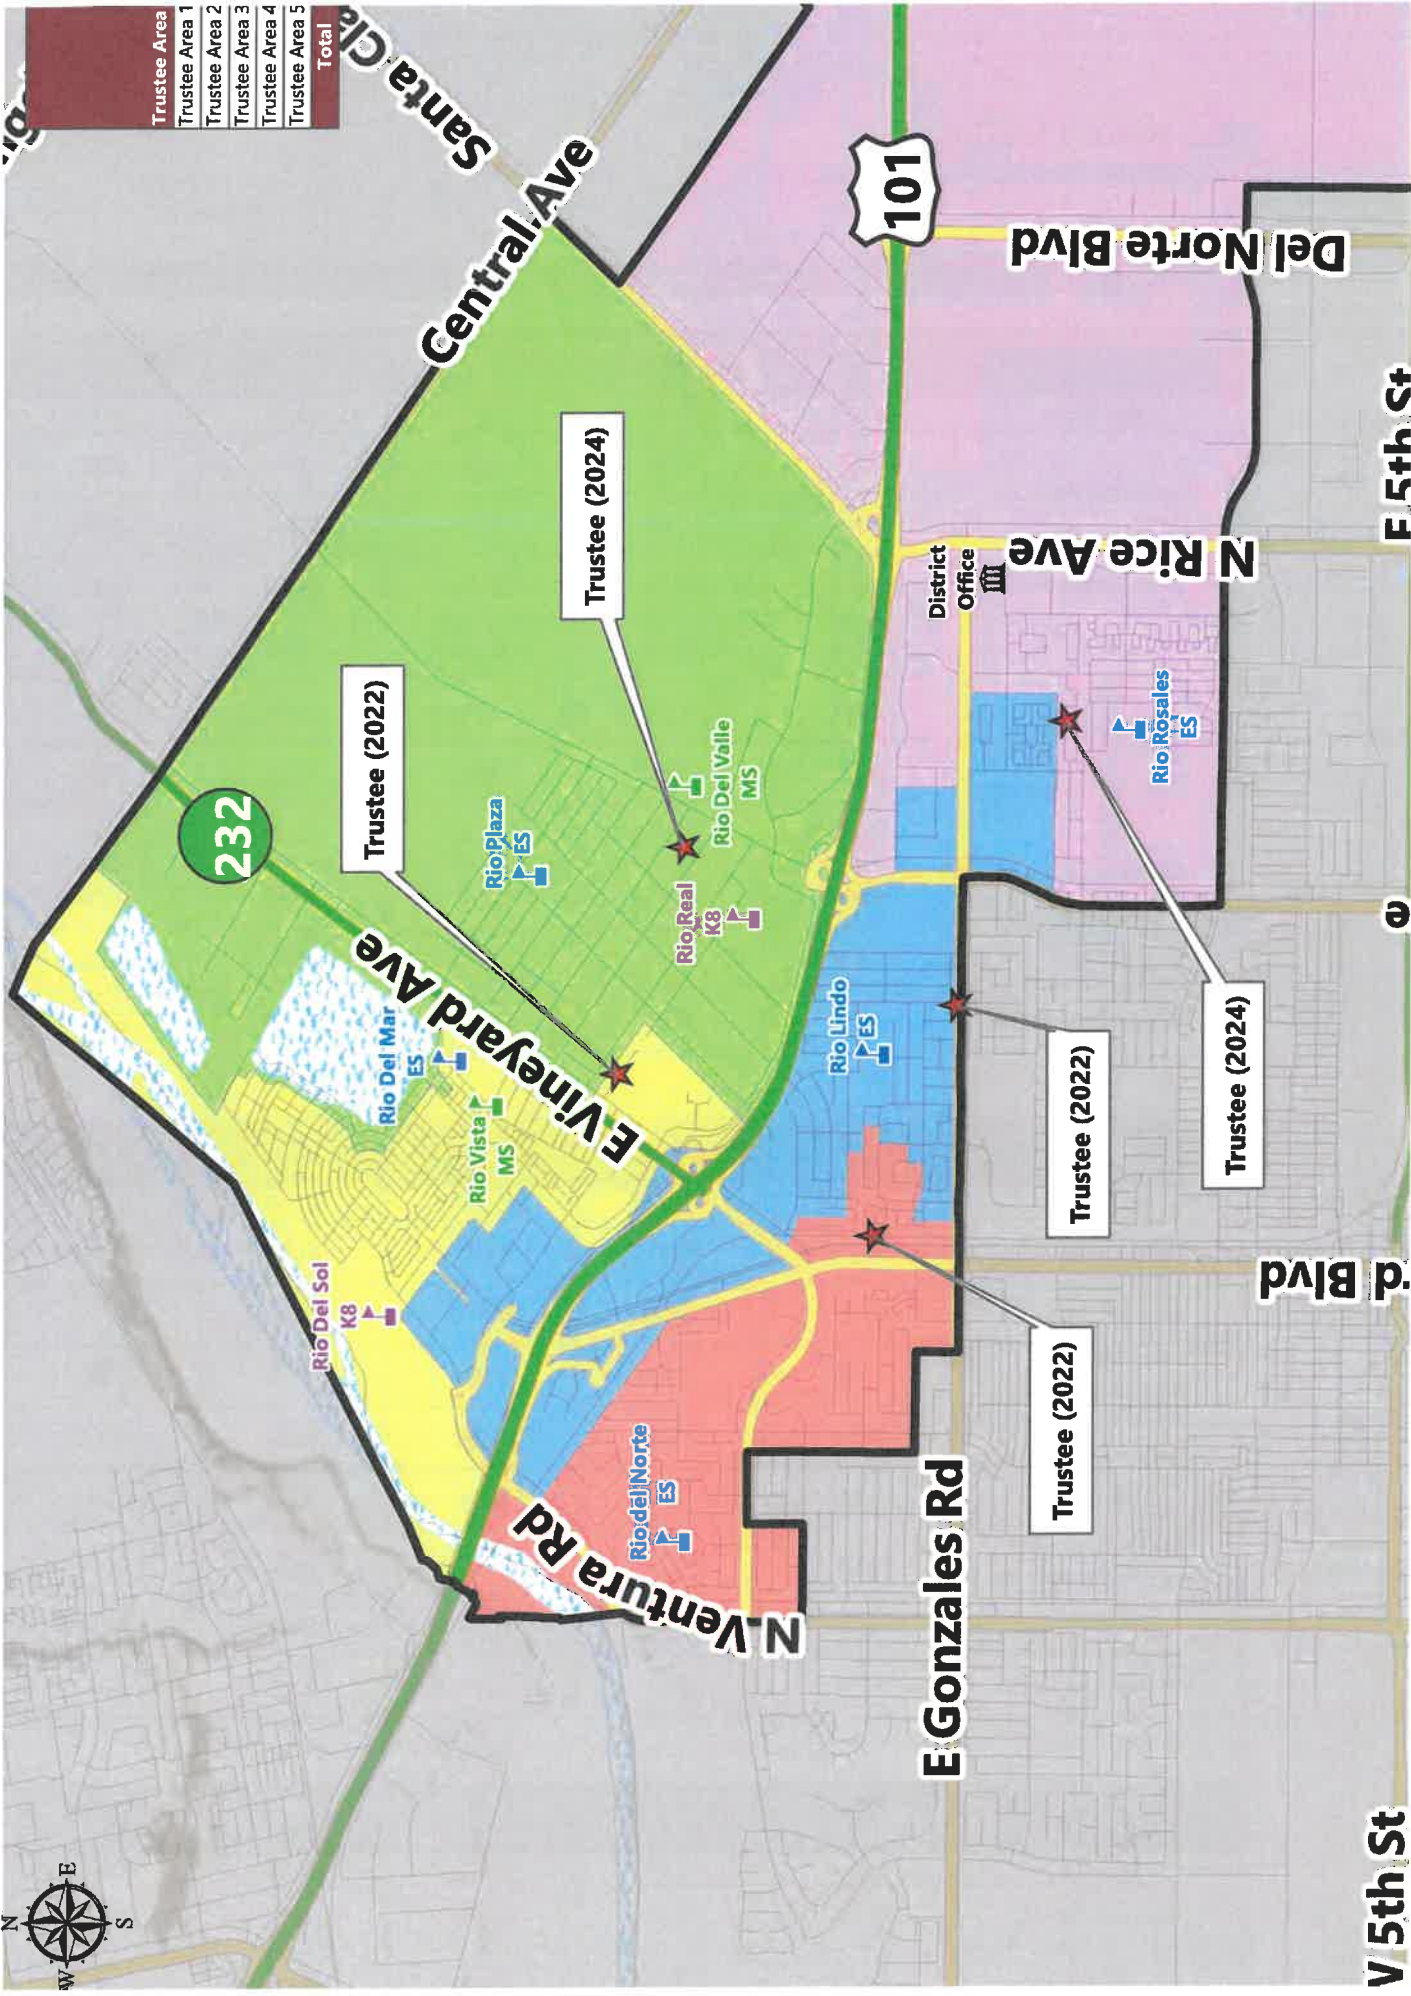 N
W
E
S
Trustee Area
Trustee Area 1
Trustee Area 2
Trustee Area 3
Trustee Area 4
Trustee Area 5
Total
Santa Cla
Central Ave
232
101
Del Norte Blvd
Trustee (2024)
Trustee (2022)
E Vineyard Ave
Rio Plaza
ES
Rio Del Valle
MS
Rio Real
K8
Rio Del Mar
ES
Rio Vista
MS
Rio Del Sol
K8
Rio Lindo
ES
District
Office
N Rice Ave
Rio Rosales
ES
Rio del Norte
ES
N Ventura Rd
E Gonzales Rd
Trustee (2022)
Trustee (2022)
Trustee (2024)
d Blvd
E 5th St
e
5th St